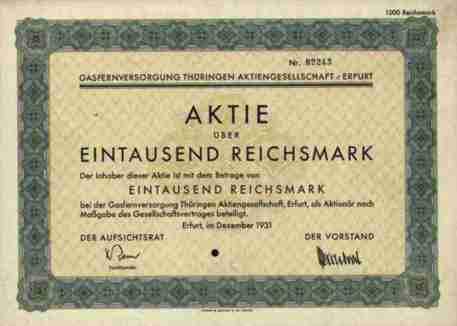 1000 Reichsmark
Nr. 02243
GASFERNVERSORGUNG THÜRINGEN AKTIENGESELLSCHAFT · ERFURT
AKTIE
ÜBER
EINTAUSEND REICHSMARK
Der Inhaber dieser Aktie ist mit dem Betrage von
EINTAUSEND REICHSMARK
bei der Gasfernversorgung Thüringen Aktiengesellschaft, Erfurt, als Aktionär nach
Maßgabe des Gesellschaftsvertrages beteiligt.
Erfurt, im Dezember 1931
DER AUFSICHTSRAT DER VORSTAND
Vorsitzender